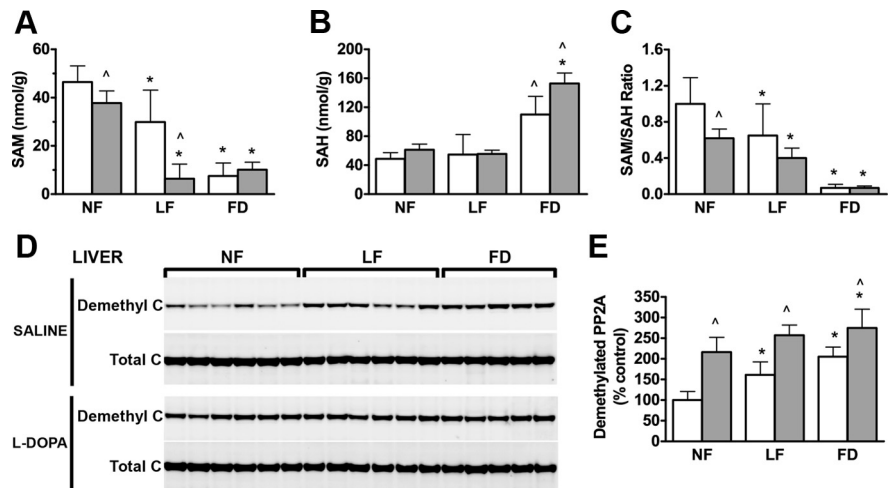 A
SAM (nmol/g)
60
40
20
0
^
*
^
*
*
*
NF LF FD
B
SAH (nmol/g)
200
160
120
80
40
0
^
^
*
NF LF FD
C
SAM/SAH Ratio
1.6
1.2
0.8
0.4
0.0
^
*
*
*
*
NF LF FD
D
LIVER NF LF FD
SALINE
Demethyl C
Total C
L-DOPA
Demethyl C
Total C
E
Demethylated PP2A
(% control)
350
300
250
200
150
100
50
0
^
*
^
*
^
*
NF LF FD